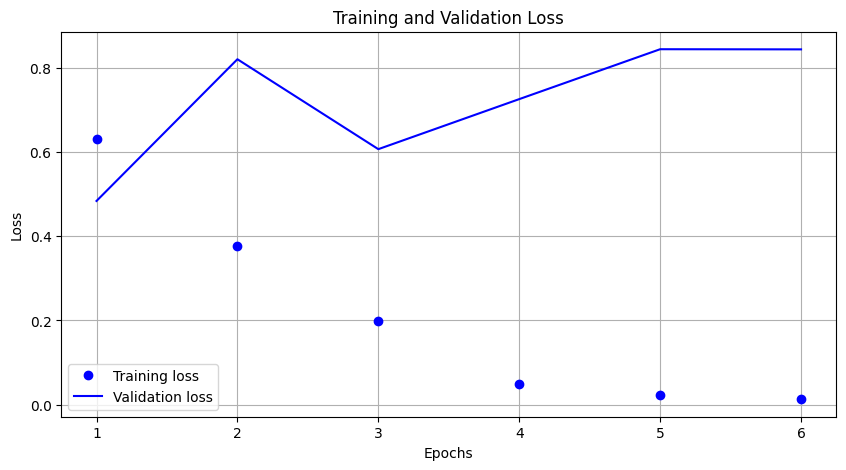 Training and Validation Loss
Loss
0.8
0.6
0.4
0.2
0.0
Training loss
Validation loss
1 2 3 4 5 6
Epochs